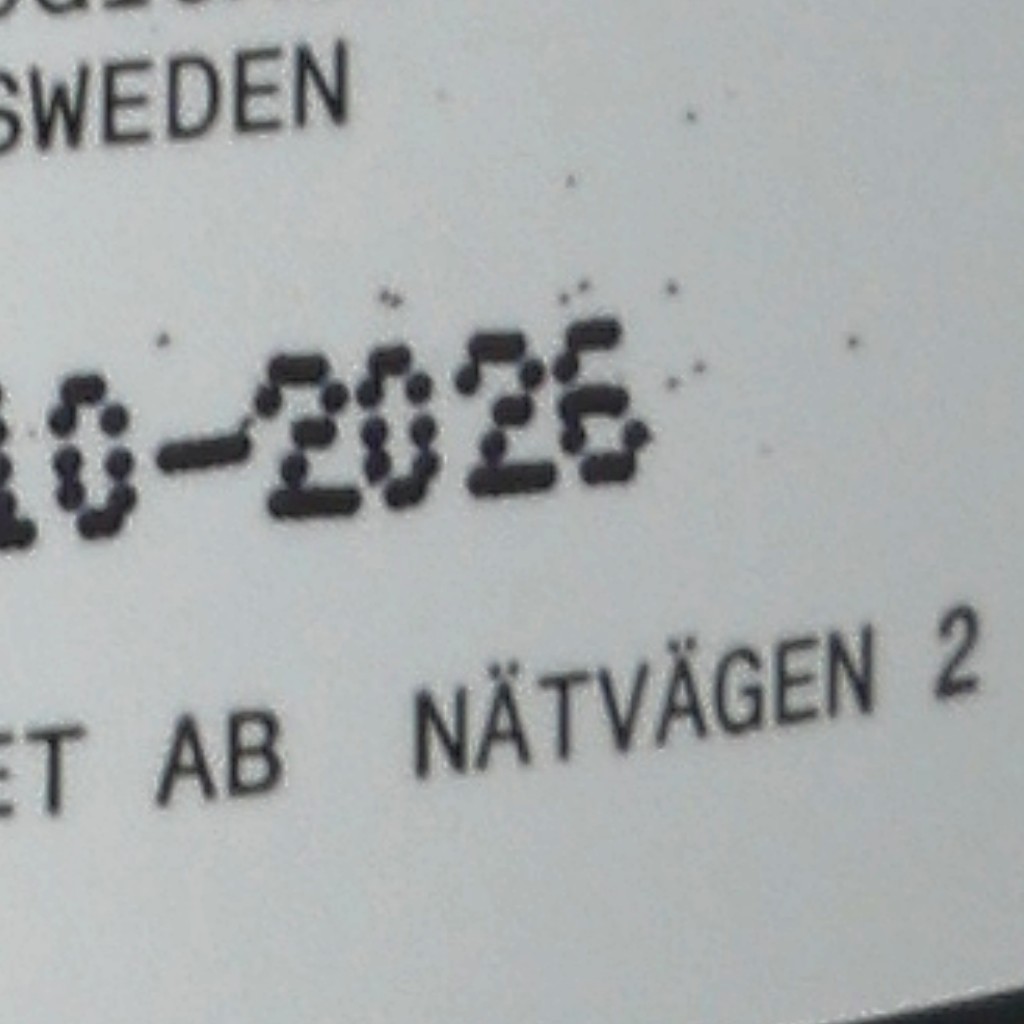 SWEDEN
10-2026
ET AB NÄTVÄGEN 2